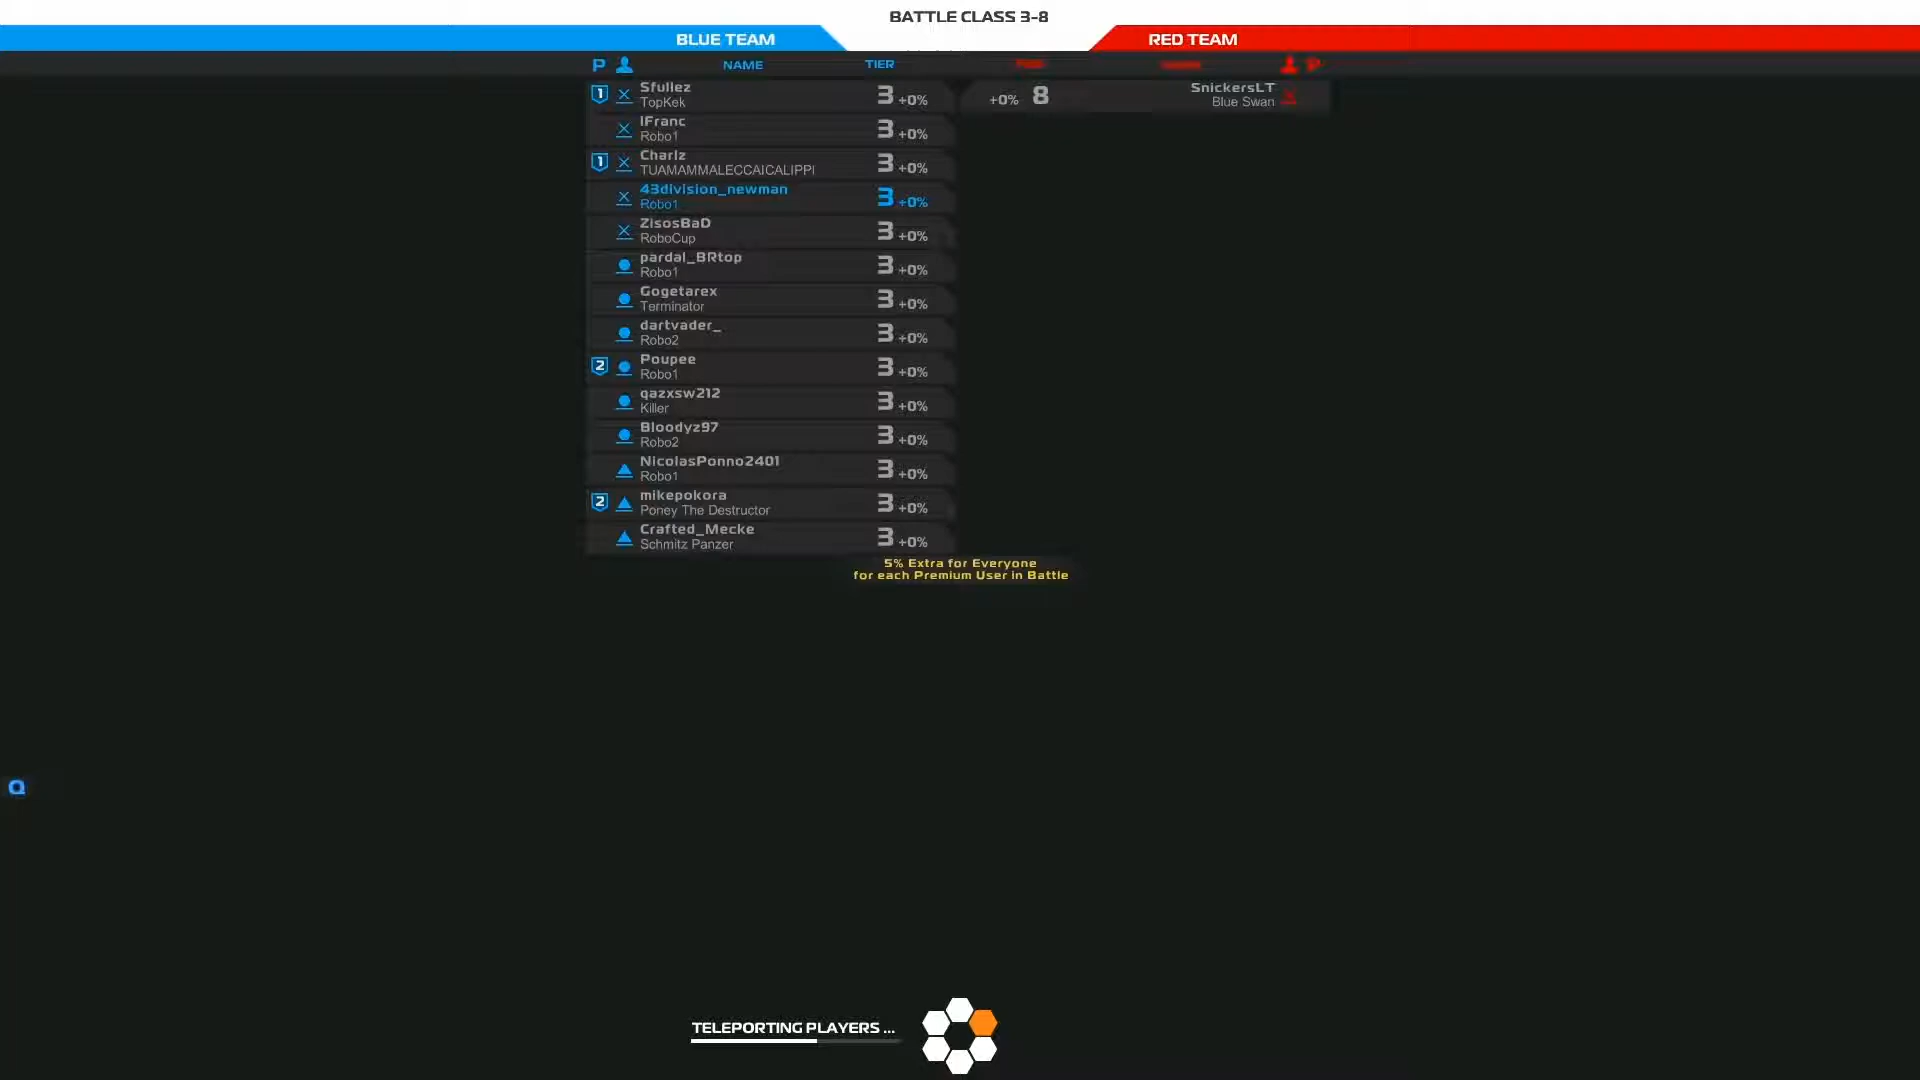 BATTLE CLASS 3-8
BLUE TEAM
RED TEAM
P NAME TIER
P
1 Sfullez 3 +0%
TopKek
+0% 8 SnickersLT
Blue Swan
IFranc 3 +0%
Robo1
1 Charlz 3 +0%
TUAMAMMALECCAICALIPPI
43division_newman 3 +0%
Robo1
ZisosBaD 3 +0%
RoboCup
pardal_BRtop 3 +0%
Robo1
Gogetarex 3 +0%
Terminator
dartvader_ 3 +0%
Robo2
2 Poupee 3 +0%
Robo1
qazxsw212 3 +0%
Killer
Bloodyz97 3 +0%
Robo2
NicolasPonno2401 3 +0%
Robo1
2 mikepokora 3 +0%
Poney The Destructor
Crafted_Mecke 3 +0%
Schmitz Panzer
5% Extra for Everyone
for each Premium User in Battle
Q
TELEPORTING PLAYERS ...